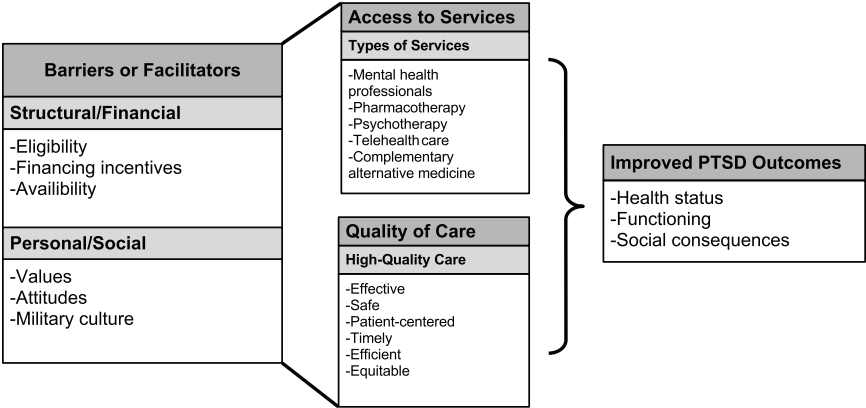 Barriers or Facilitators
Structural/Financial
-Eligibility
-Financing incentives
-Availibility
Personal/Social
-Values
-Attitudes
-Military culture
Access to Services
Types of Services
-Mental health
professionals
-Pharmacotherapy
-Psychotherapy
-Telehealth care
-Complementary
alternative medicine
Quality of Care
High-Quality Care
-Effective
-Safe
-Patient-centered
-Timely
-Efficient
-Equitable
Improved PTSD Outcomes
-Health status
-Functioning
-Social consequences